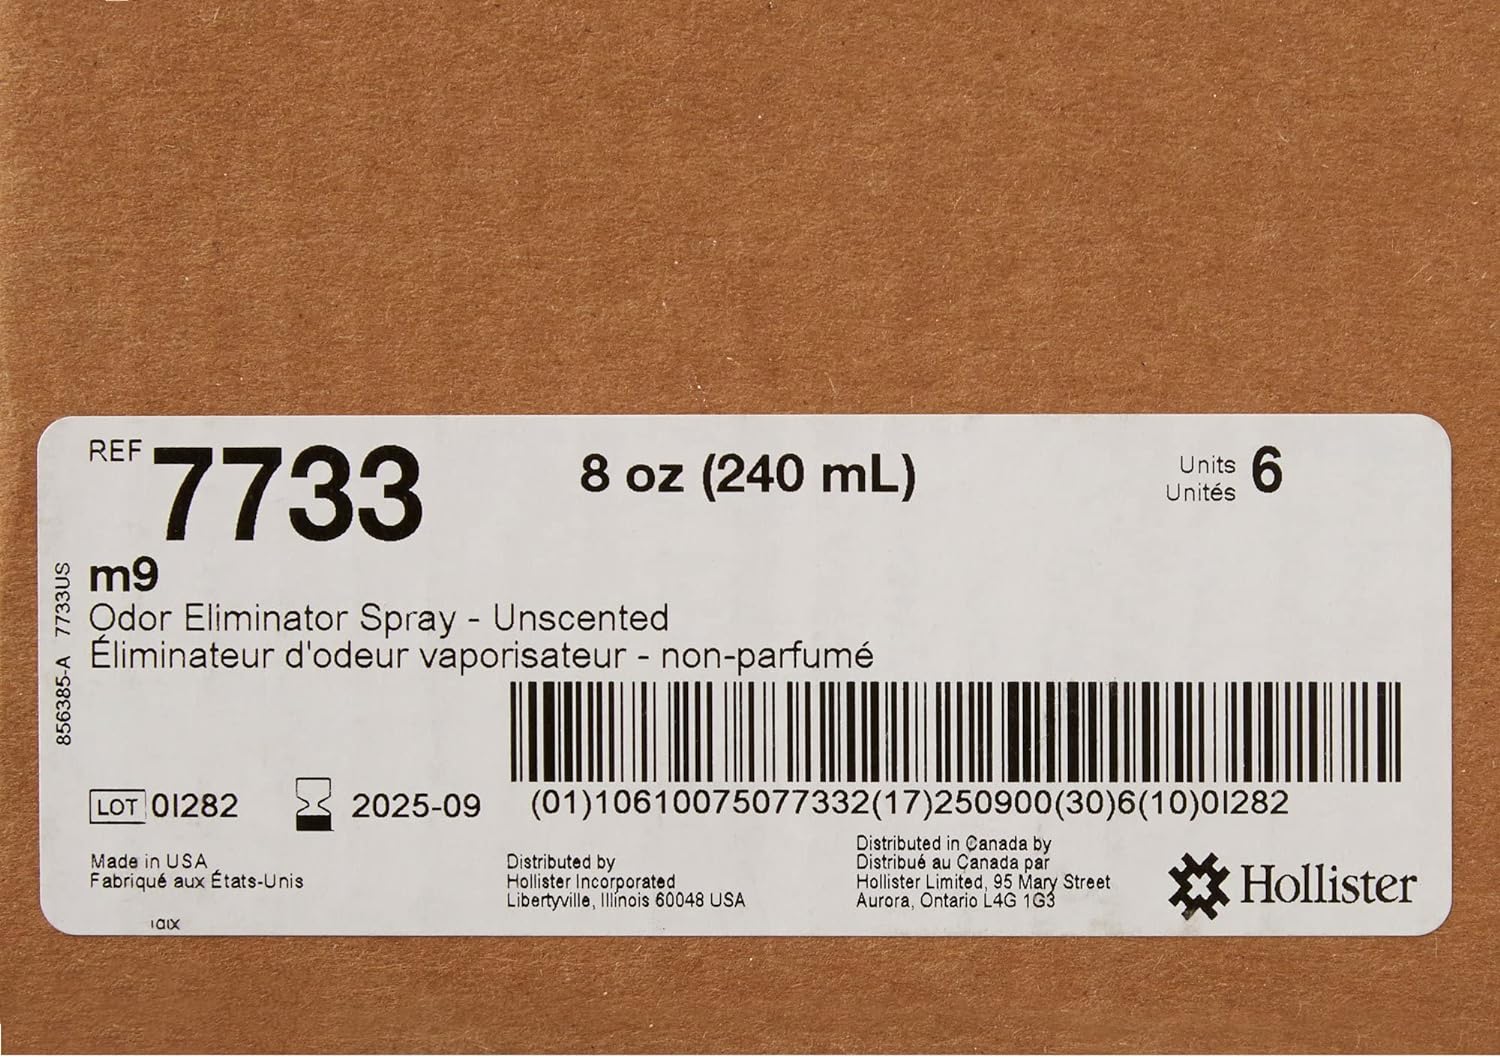 REF 7733 8 oz (240 mL) Units 6
Unités
m9
Odor Eliminator Spray - Unscented
Éliminateur d'odeur vaporisateur - non-parfumé
856385-A 7733US
LOT 0I282 2025-09
(01)10610075077332(17)250900(30)6(10)0I282
Made in USA
Fabriqué aux États-Unis
Distributed by
Hollister Incorporated
Libertyville, Illinois 60048 USA
Distributed in Canada by
Distribué au Canada par
Hollister Limited, 95 Mary Street
Aurora, Ontario L4G 1G3
Hollister